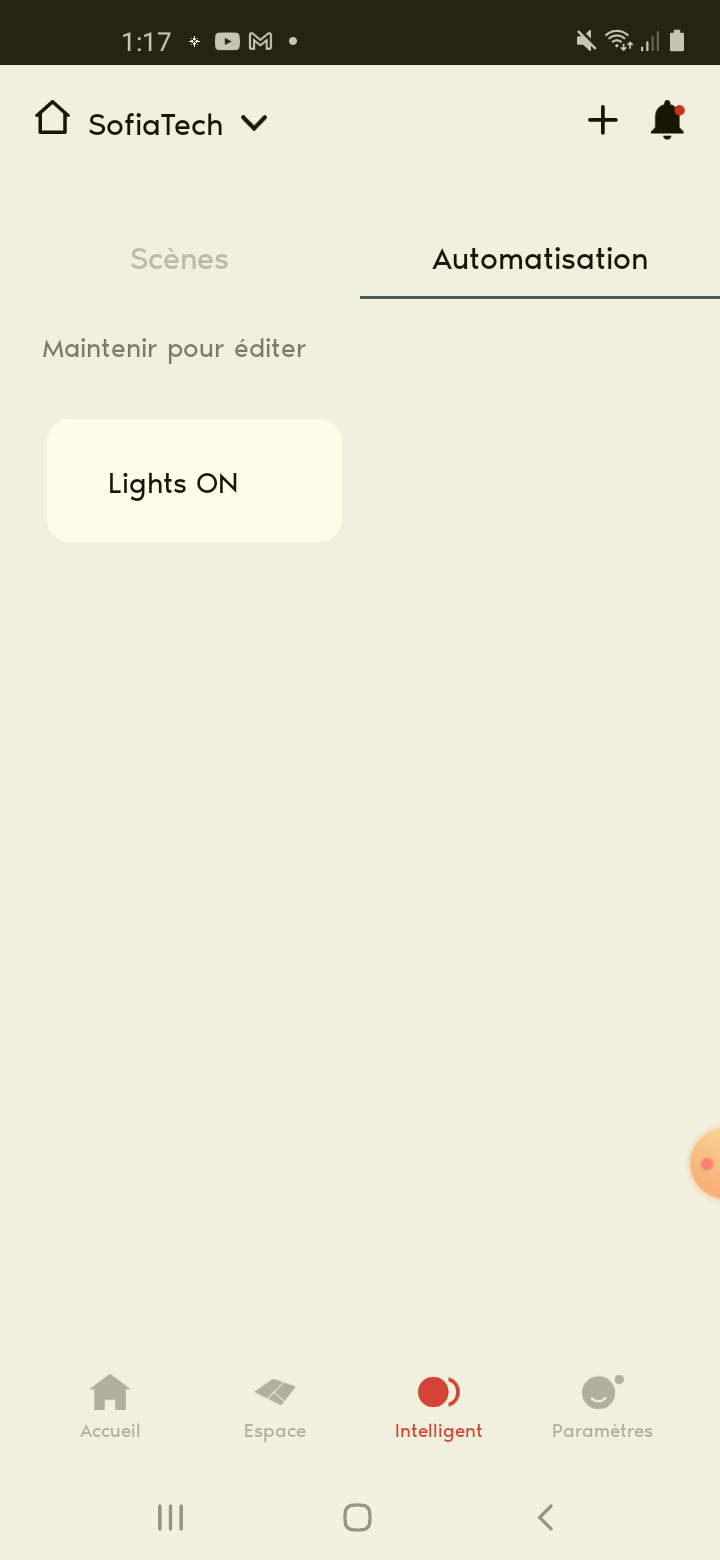 1:17
SofiaTech
Scènes
Automatisation
Maintenir pour éditer
Lights ON
Accueil
Espace
Intelligent
Paramètres